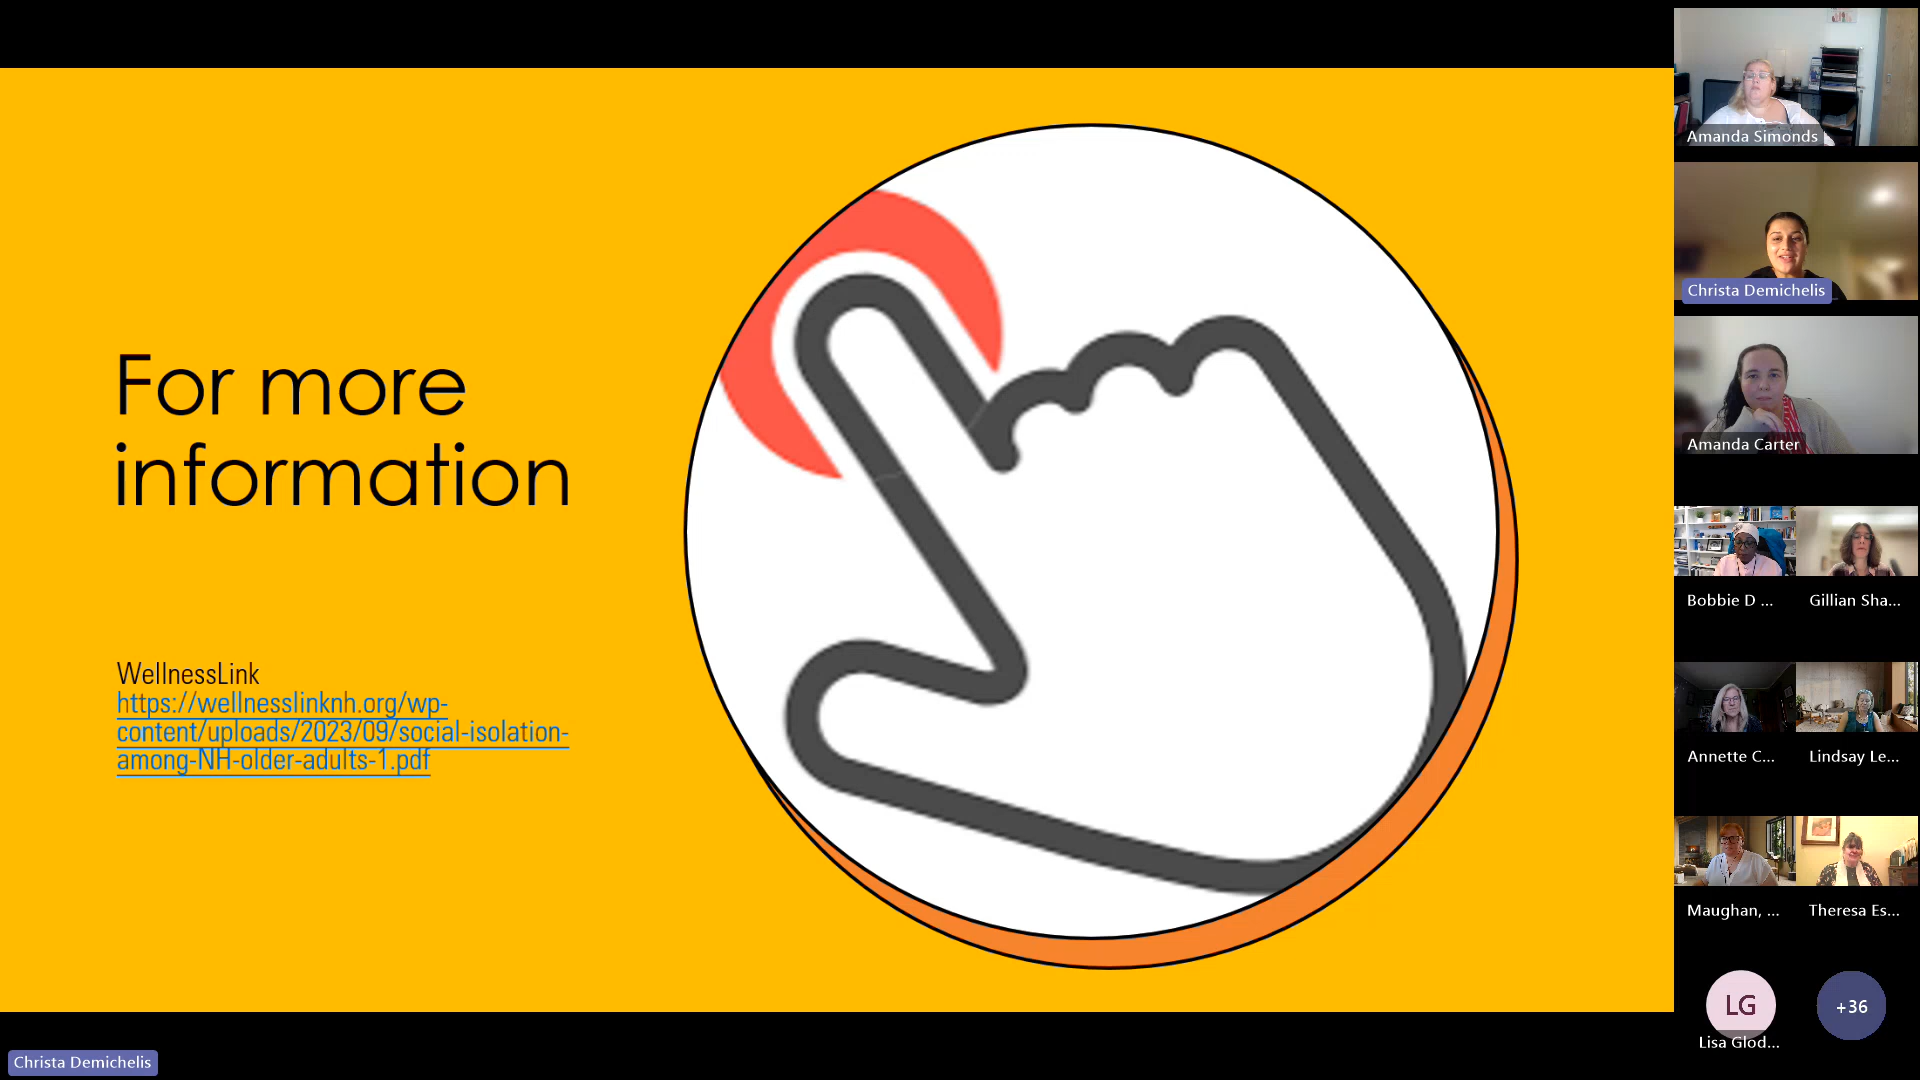 For more
information
WellnessLink
https://wellnesslinknh.org/wp-
content/uploads/2023/09/social-isolation-
among-NH-older-adults-1.pdf
Christa Demichelis
Amanda Simonds
Christa Demichelis
Amanda Carter
Bobbie D ...
Gillian Sha...
Annette C...
Lindsay Le...
Maughan, ...
Theresa Es...
LG
Lisa Glod...
+36